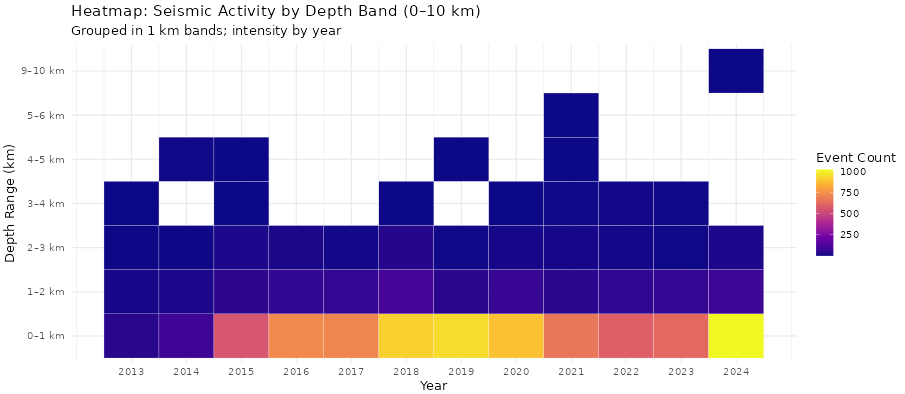 Heatmap: Seismic Activity by Depth Band (0–10 km)
Grouped in 1 km bands; intensity by year
Depth Range (km)
9–10 km
5–6 km
4–5 km
3–4 km
2–3 km
1–2 km
0–1 km
2013 2014 2015 2016 2017 2018 2019 2020 2021 2022 2023 2024
Year
Event Count
1000
750
500
250